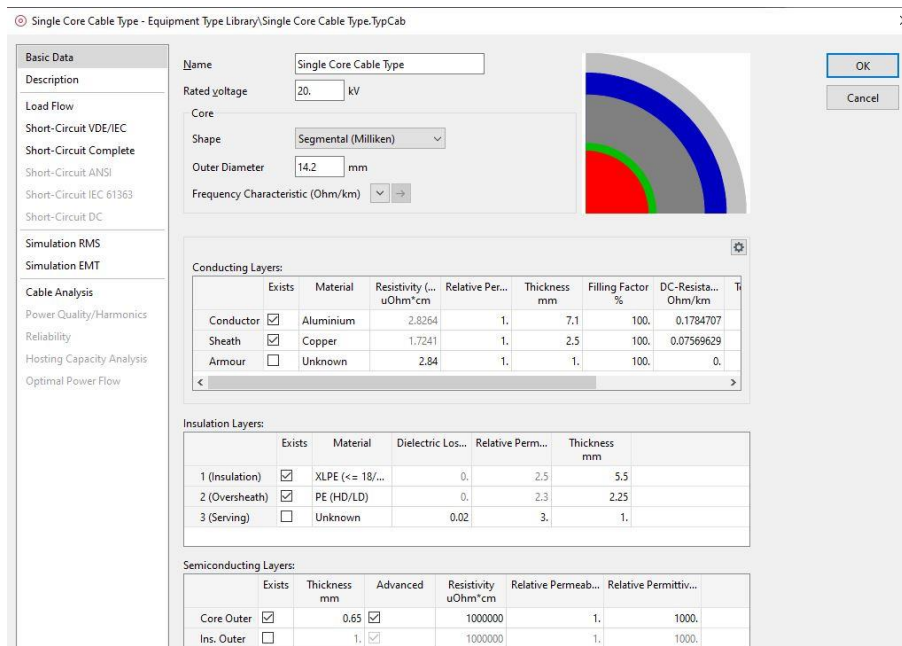 Single Core Cable Type - Equipment Type Library\Single Core Cable Type.TypCab
Basic Data
Description
Load Flow
Short-Circuit VDE/IEC
Short-Circuit Complete
Short-Circuit ANSI
Short-Circuit IEC 61363
Short-Circuit DC
Simulation RMS
Simulation EMT
Cable Analysis
Power Quality/Harmonics
Reliability
Hosting Capacity Analysis
Optimal Power Flow
Name Single Core Cable Type
Rated voltage 20. kV
Core
Shape Segmental (Milliken)
Outer Diameter 14.2 mm
Frequency Characteristic (Ohm/km)
OK
Cancel
Conducting Layers:
Exists Material Resistivity (... Relative Per... Thickness Filling Factor DC-Resista...
uOhm*cm mm % Ohm/km
Conductor Aluminium 2.8264 1. 7.1 100. 0.1784707
Sheath Copper 1.7241 1. 2.5 100. 0.07569629
Armour Unknown 2.84 1. 1. 100. 0.
Insulation Layers:
Exists Material Dielectric Los... Relative Perm... Thickness
mm
1 (Insulation) XLPE (<= 18/... 0. 2.5 5.5
2 (Oversheath) PE (HD/LD) 0. 2.3 2.25
3 (Serving) Unknown 0.02 3. 1.
Semiconducting Layers:
Exists Thickness Advanced Resistivity Relative Permeab... Relative Permittiv...
mm uOhm*cm
Core Outer 0.65 1000000 1. 1000.
Ins. Outer 1. 1000000 1. 1000.